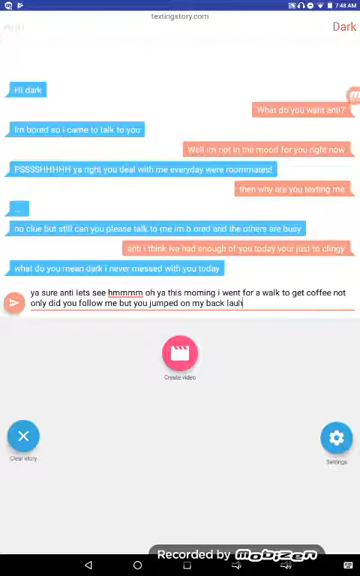 7:48 AM
textingstory.com
Dark
Hi dark
What do you want anti?
Im bored so i came to talk to you
Well im not in the mood for you right now
PSSSSHHHHH ya right you deal with me everyday were roommates!
then why are you texting me
...
no clue but still can you please talk to me im b ored and the others are busy
anti i think we had enough of you today your just to clingy
what do you mean dark i never messed with you today
ya sure anti lets see hmmmm oh ya this morning i went for a walk to get coffee not
only did you follow me but you jumped on my back lauh
Create video
Clear story
Settings
Recorded by
MOBIZEN